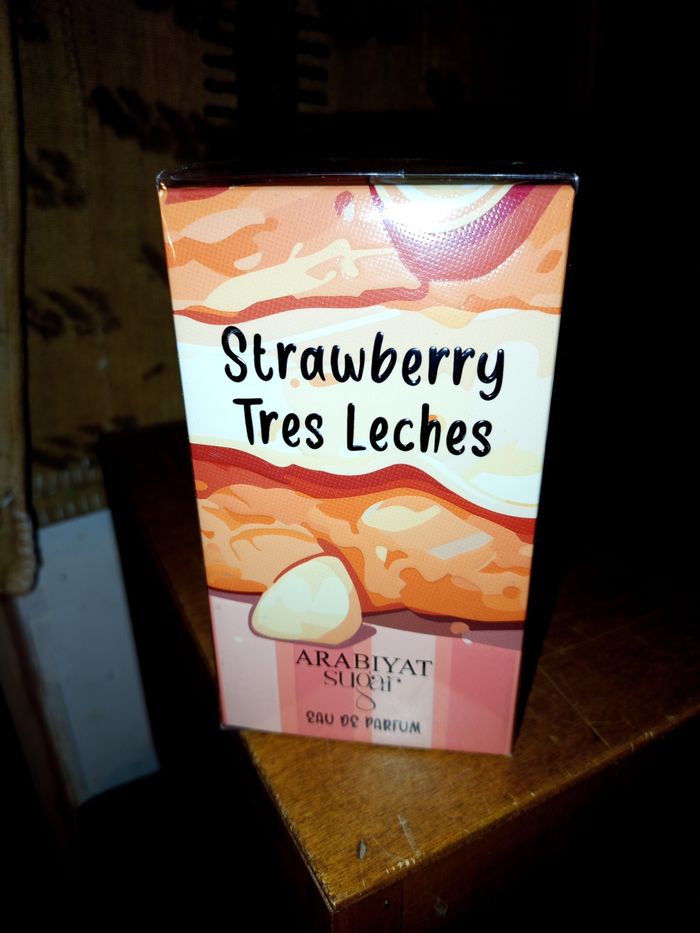 Strawberry
Tres Leches
ARABIYAT
sugar
EAU DE PARFUM